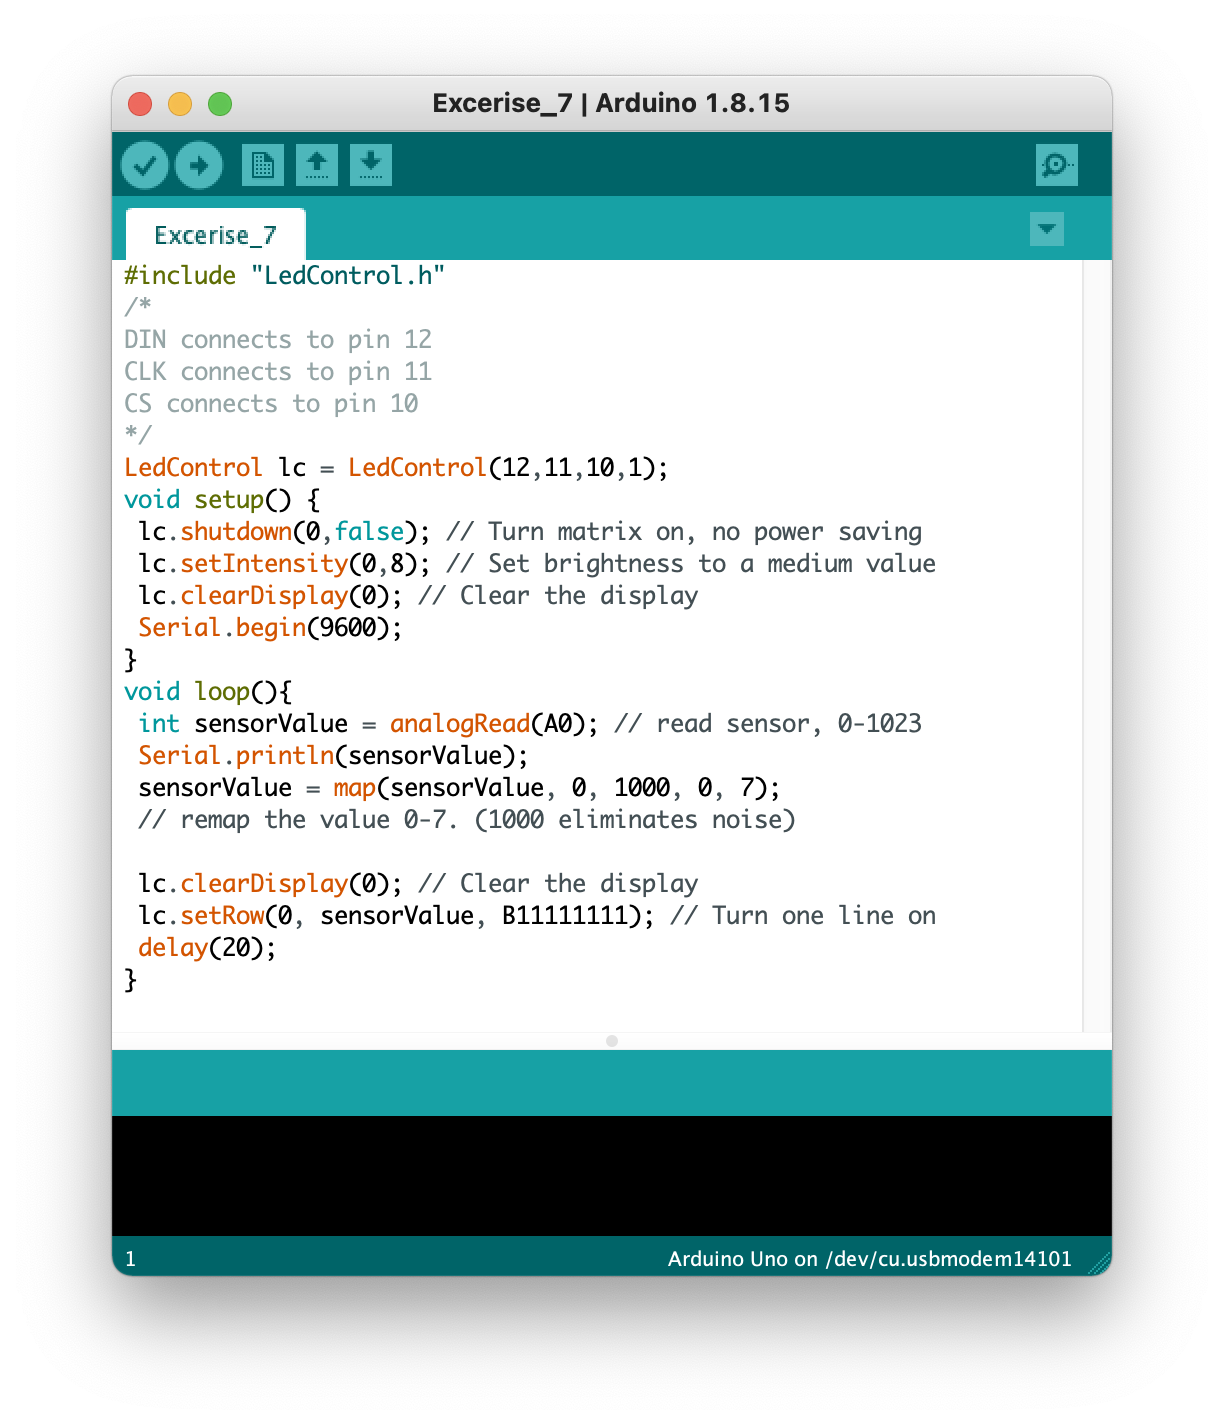 Excerise_7 | Arduino 1.8.15
Excerise_7
#include "LedControl.h"
/*
DIN connects to pin 12
CLK connects to pin 11
CS connects to pin 10
*/
LedControl lc = LedControl(12,11,10,1);
void setup() {
 lc.shutdown(0,false); // Turn matrix on, no power saving
 lc.setIntensity(0,8); // Set brightness to a medium value
 lc.clearDisplay(0); // Clear the display
 Serial.begin(9600);
}
void loop(){
 int sensorValue = analogRead(A0); // read sensor, 0-1023
 Serial.println(sensorValue);
 sensorValue = map(sensorValue, 0, 1000, 0, 7);
 // remap the value 0-7. (1000 eliminates noise)
 lc.clearDisplay(0); // Clear the display
 lc.setRow(0, sensorValue, B11111111); // Turn one line on
 delay(20);
}
1 Arduino Uno on /dev/cu.usbmodem14101